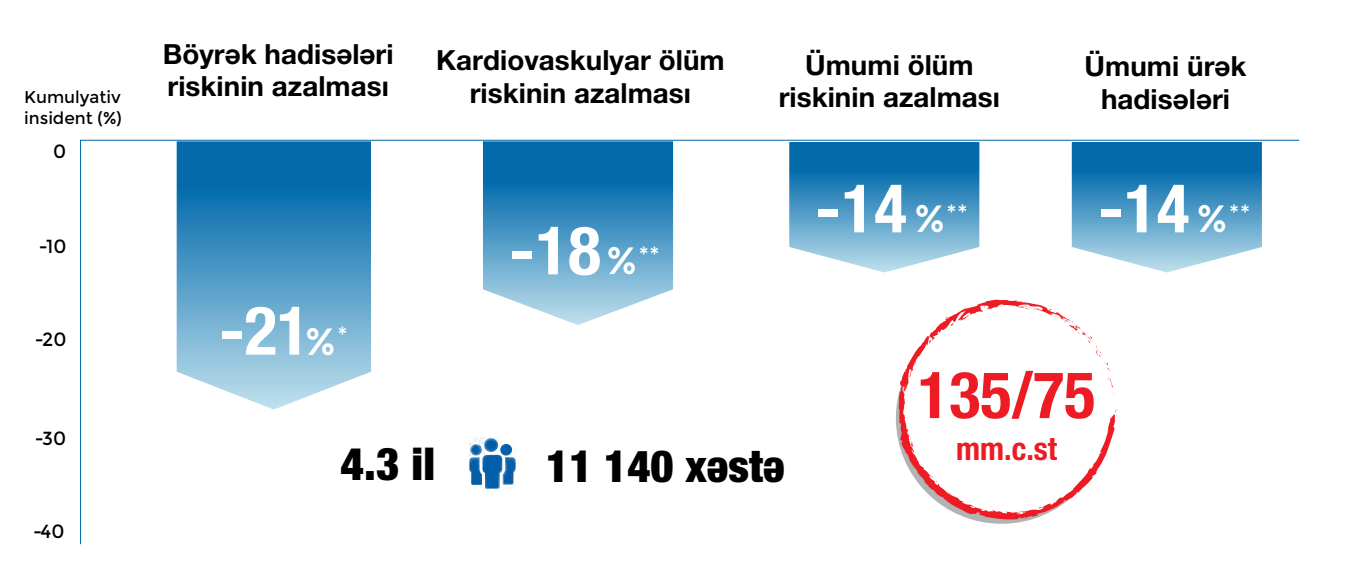 Böyrək hadisələri
riskinin azalması
Kardiovaskulyar ölüm
riskinin azalması
Ümumi ölüm
riskinin azalması
Ümumi ürək
hadisələri
Kumulyativ
insident (%)
0
-10
-20
-30
-40
-21%*
-18%**
-14%**
-14%**
135/75
mm.c.st
4.3 il
11 140 xəstə